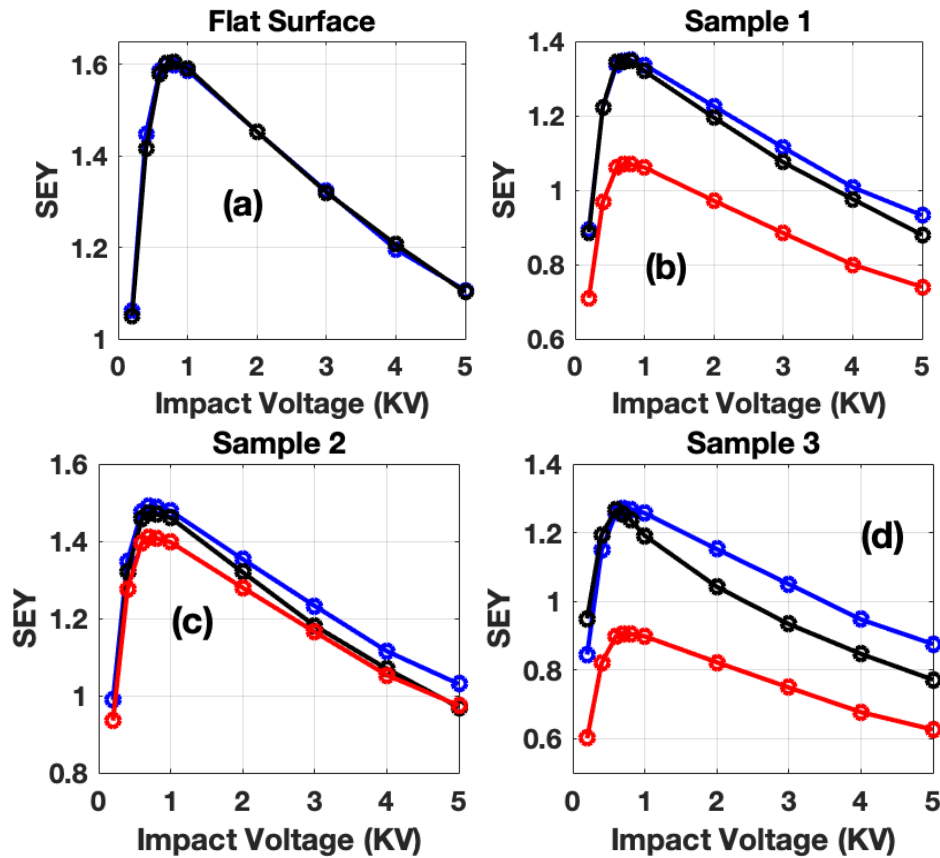 Flat Surface
1.6
1.4
1.2
1
SEY
(a)
0 1 2 3 4 5
Impact Voltage (KV)
Sample 1
1.4
1.2
1
0.8
0.6
SEY
(b)
0 1 2 3 4 5
Impact Voltage (KV)
Sample 2
1.6
1.4
1.2
1
0.8
SEY
(c)
0 1 2 3 4 5
Impact Voltage (KV)
Sample 3
1.4
1.2
1
0.8
0.6
SEY
(d)
0 1 2 3 4 5
Impact Voltage (KV)